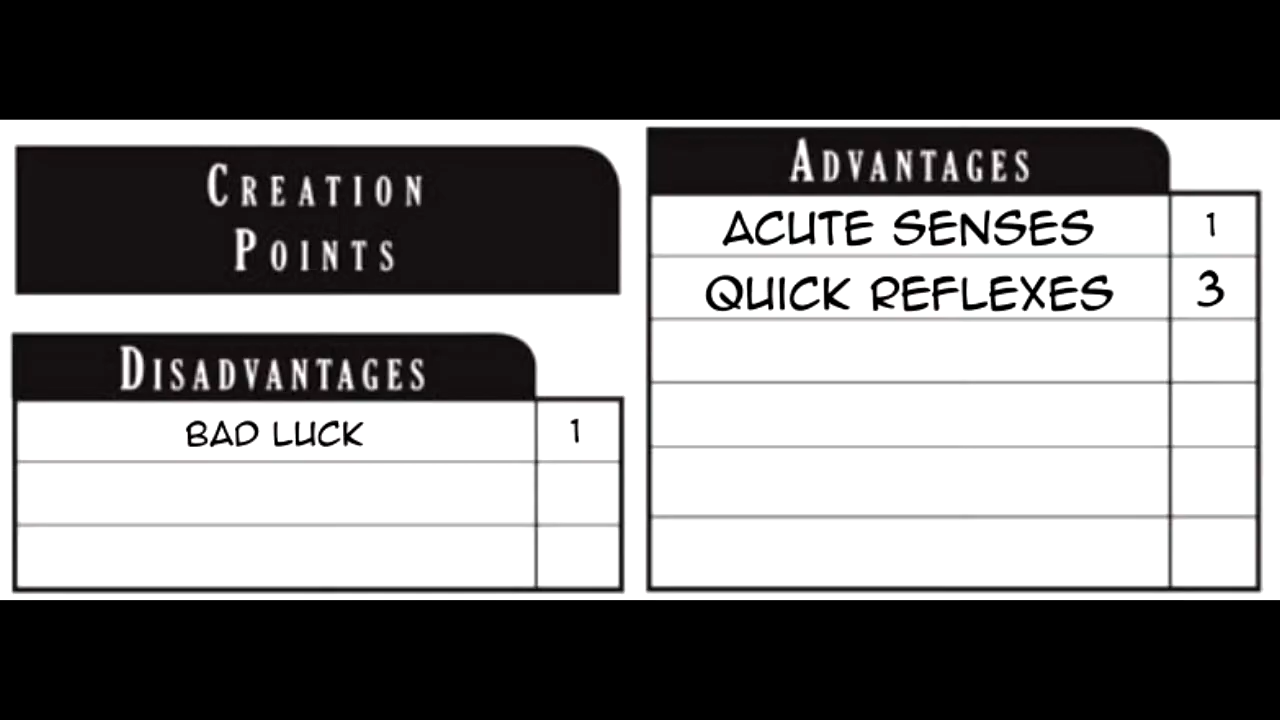 CREATION
POINTS
DISADVANTAGES
BAD LUCK 1
ADVANTAGES
ACUTE SENSES 1
QUICK REFLEXES 3